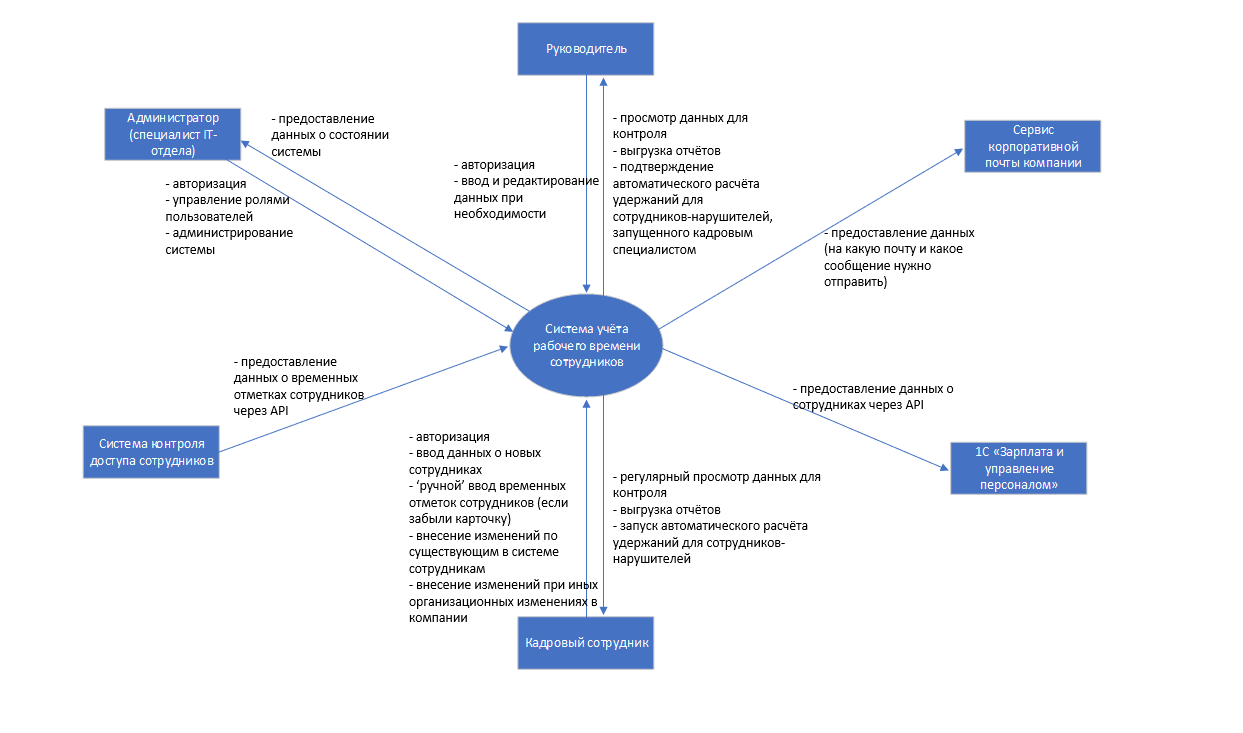 Руководитель
Администратор
(специалист IT-
отдела)
- предоставление
данных о состоянии
системы
- авторизация
- управление ролями
пользователей
- администрирование
системы
- авторизация
- ввод и редактирование
данных при
необходимости
- просмотр данных для
контроля
- выгрузка отчётов
- подтверждение
автоматического расчёта
удержаний для
сотрудников-нарушителей,
запущенного кадровым
специалистом
Сервис
корпоративной
почты компании
- предоставление данных
(на какую почту и какое
сообщение нужно
отправить)
Система учёта
рабочего времени
сотрудников
- предоставление
данных о временных
отметках сотрудников
через API
Система контроля
доступа сотрудников
- предоставление данных о
сотрудниках через API
1С «Зарплата и
управление
персоналом»
- авторизация
- ввод данных о новых
сотрудниках
- ‘ручной’ ввод временных
отметок сотрудников (если
забыли карточку)
- внесение изменений по
существующим в системе
сотрудникам
- внесение изменений при иных
организационных изменениях в
компании
- регулярный просмотр данных для
контроля
- выгрузка отчётов
- запуск автоматического расчёта
удержаний для сотрудников-
нарушителей
Кадровый сотрудник